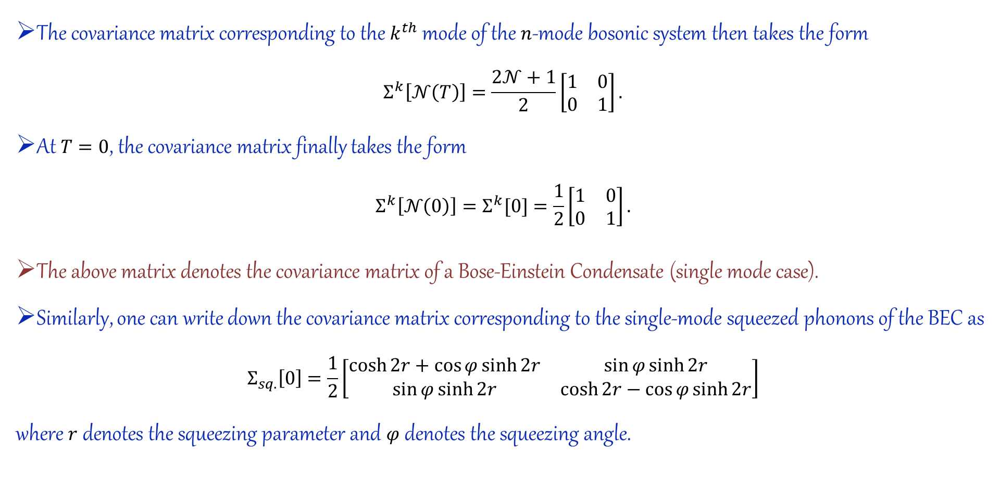 ➢The covariance matrix corresponding to the $k^{th}$ mode of the $n$-mode bosonic system then takes the form
$\Sigma^k[\mathcal{N}(T)] = \frac{2\mathcal{N}+1}{2}\begin{bmatrix}1 & 0\\0 & 1\end{bmatrix}.$
➢At $T = 0$, the covariance matrix finally takes the form
$\Sigma^k[\mathcal{N}(0)] = \Sigma^k[0] = \frac{1}{2}\begin{bmatrix}1 & 0\\0 & 1\end{bmatrix}.$
➢The above matrix denotes the covariance matrix of a Bose-Einstein Condensate (single mode case).
➢Similarly, one can write down the covariance matrix corresponding to the single-mode squeezed phonons of the BEC as
$\Sigma_{sq.}[0] = \frac{1}{2}\begin{bmatrix}\cosh 2r + \cos\varphi \sinh 2r & \sin\varphi \sinh 2r\\ \sin\varphi \sinh 2r & \cosh 2r - \cos\varphi \sinh 2r\end{bmatrix}$
where $r$ denotes the squeezing parameter and $\varphi$ denotes the squeezing angle.